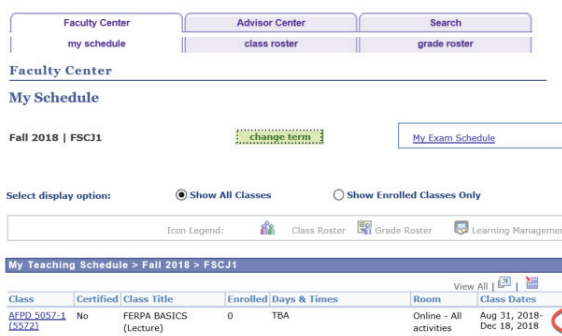 Faculty Center Advisor Center Search
my schedule class roster grade roster
Faculty Center
My Schedule
Fall 2018 | FSCJ1 change term My Exam Schedule
Select display option: Show All Classes Show Enrolled Classes Only
Icon Legend: Class Roster Grade Roster Learning Managemen
My Teaching Schedule > Fall 2018 > FSCJ1
View All | |
Class Certified Class Title Enrolled Days & Times Room Class Dates
AFPD 5057-1 No FERPA BASICS 0 TBA Online - All Aug 31, 2018-
(5572) (Lecture) activities Dec 18, 2018